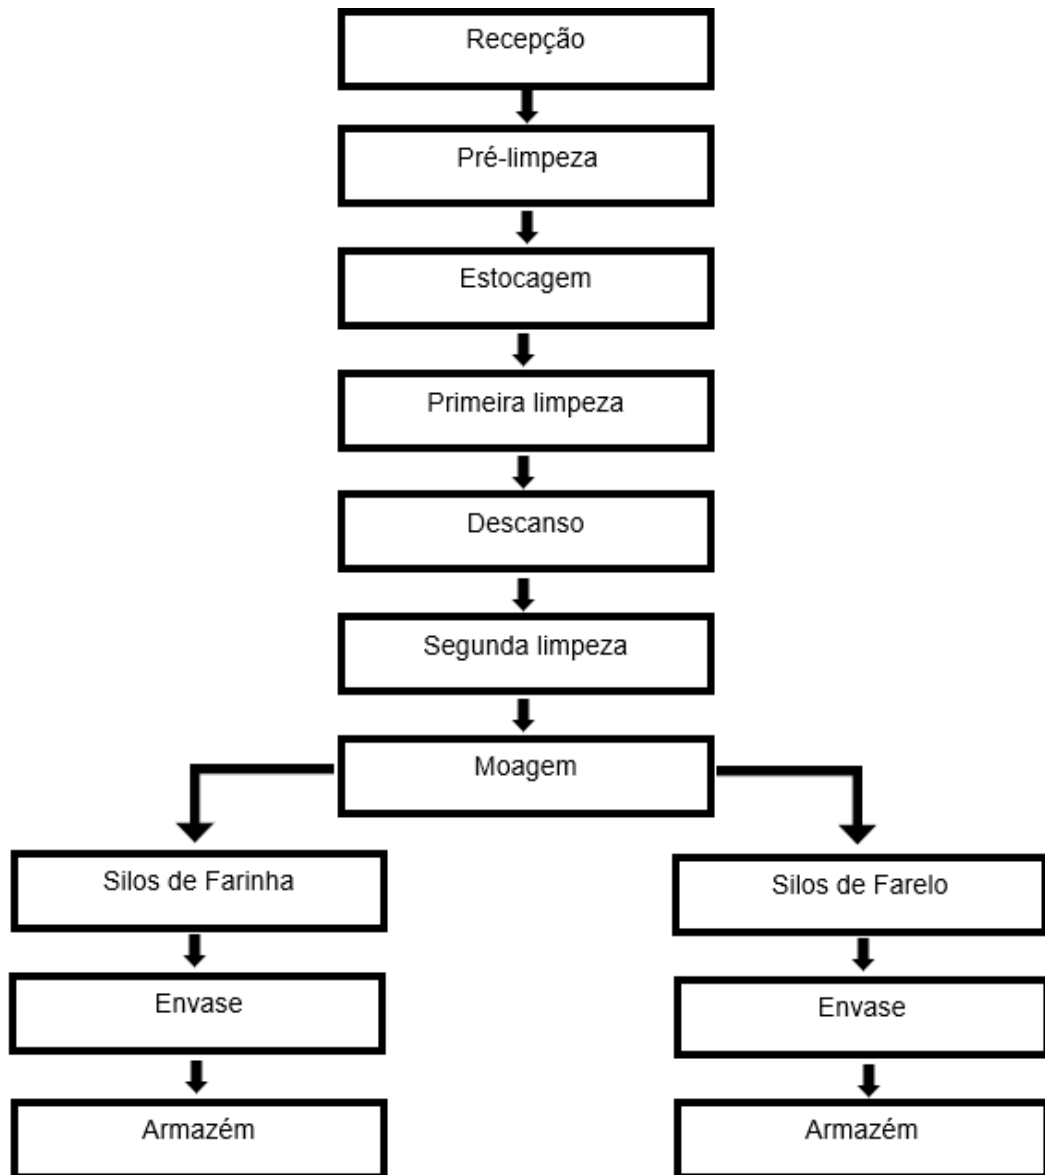 Recepção
Pré-limpeza
Estocagem
Primeira limpeza
Descanso
Segunda limpeza
Moagem
Silos de Farinha
Silos de Farelo
Envase
Envase
Armazém
Armazém